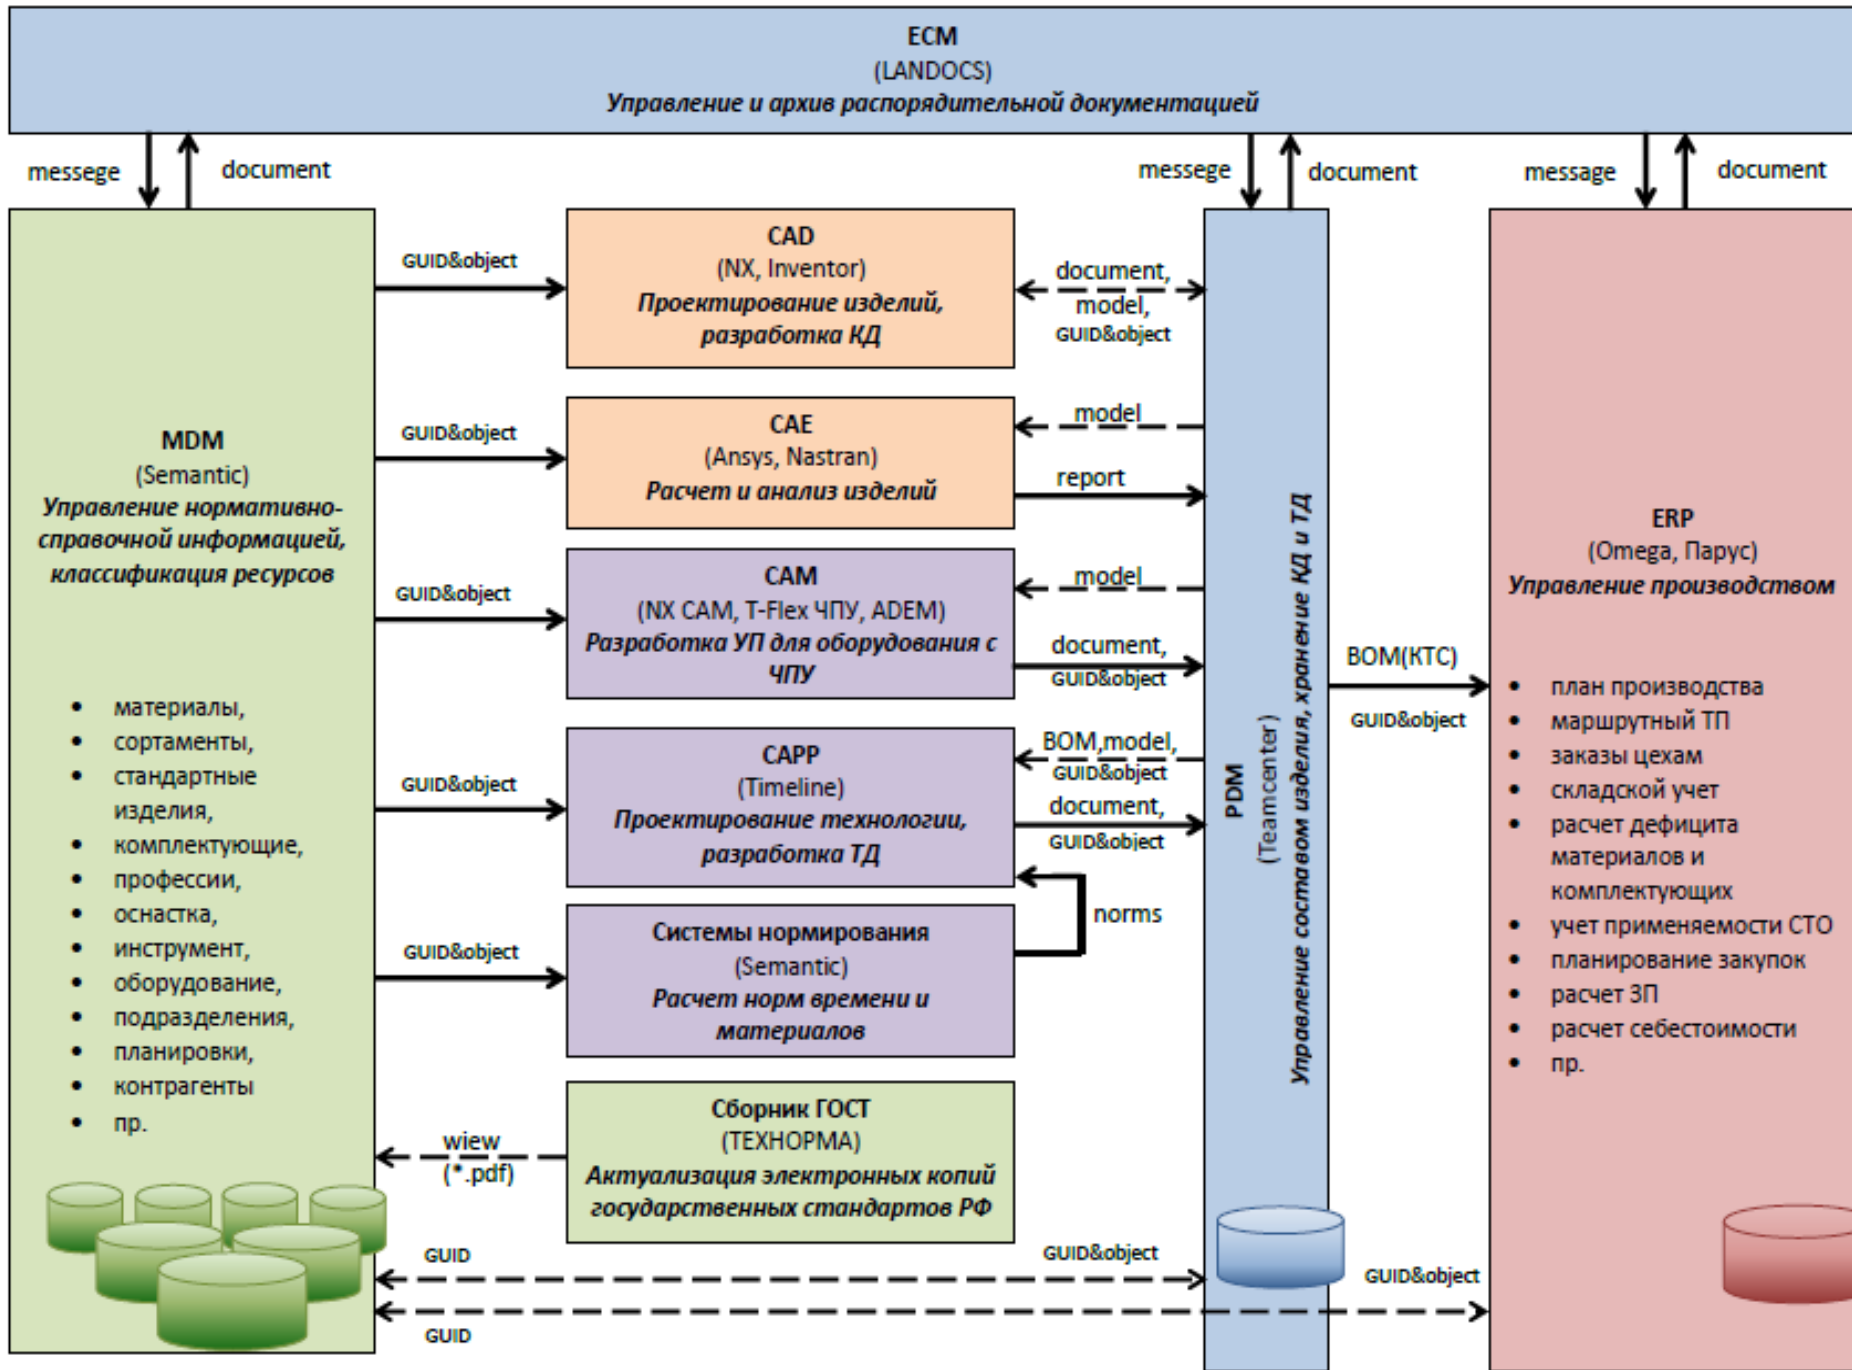 ECM
(LANDOCS)
Управление и архив распорядительной документацией
messege
document
messege
document
message
document
MDM
(Semantic)
Управление нормативно-
справочной информацией,
классификация ресурсов
• материалы,
• сортаменты,
• стандартные
изделия,
• комплектующие,
• профессии,
• оснастка,
• инструмент,
• оборудование,
• подразделения,
• планировки,
• контрагенты
• пр.
GUID&object
CAD
(NX, Inventor)
Проектирование изделий,
разработка КД
document,
model,
GUID&object
GUID&object
CAE
(Ansys, Nastran)
Расчет и анализ изделий
model
report
GUID&object
CAM
(NX CAM, T-Flex ЧПУ, ADEM)
Разработка УП для оборудования с
ЧПУ
model
document,
GUID&object
GUID&object
CAPP
(Timeline)
Проектирование технологии,
разработка ТД
BOM,model,
GUID&object
document,
GUID&object
GUID&object
Системы нормирования
(Semantic)
Расчет норм времени и
материалов
norms
wiew
(*.pdf)
Сборник ГОСТ
(ТЕХНОРМА)
Актуализация электронных копий
государственных стандартов РФ
GUID
GUID&object
GUID
GUID&object
PDM
(Teamcenter)
Управление составом изделия, хранение КД и ТД
BOM(КТС)
GUID&object
ERP
(Omega, Парус)
Управление производством
• план производства
• маршрутный ТП
• заказы цехам
• складской учет
• расчет дефицита
материалов и
комплектующих
• учет применяемости СТО
• планирование закупок
• расчет ЗП
• расчет себестоимости
• пр.